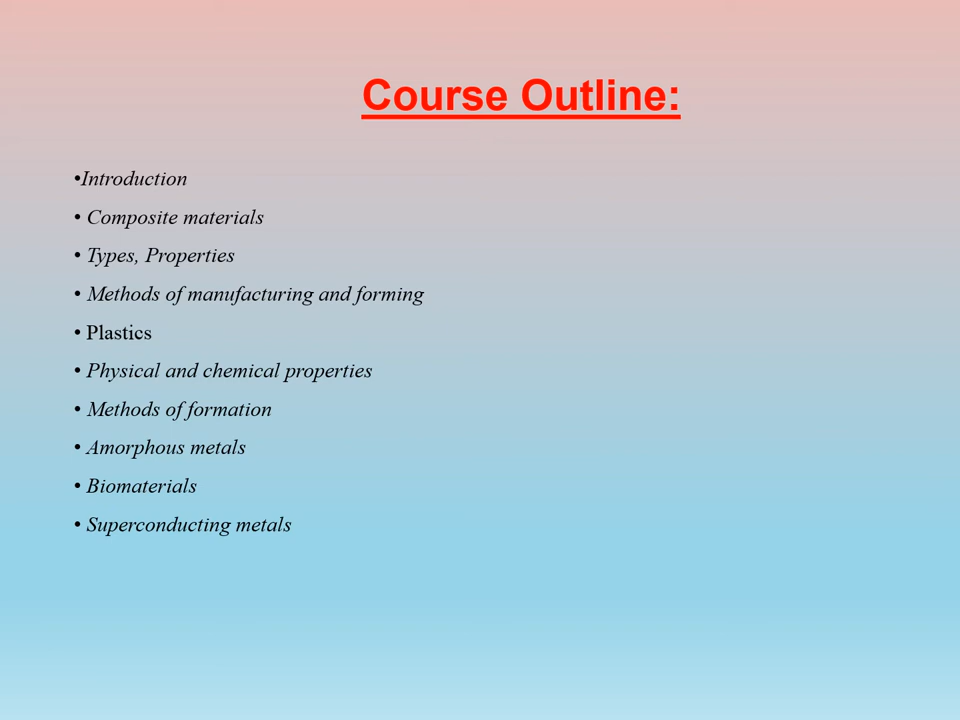 Course Outline:
•Introduction
• Composite materials
• Types, Properties
• Methods of manufacturing and forming
• Plastics
• Physical and chemical properties
• Methods of formation
• Amorphous metals
• Biomaterials
• Superconducting metals